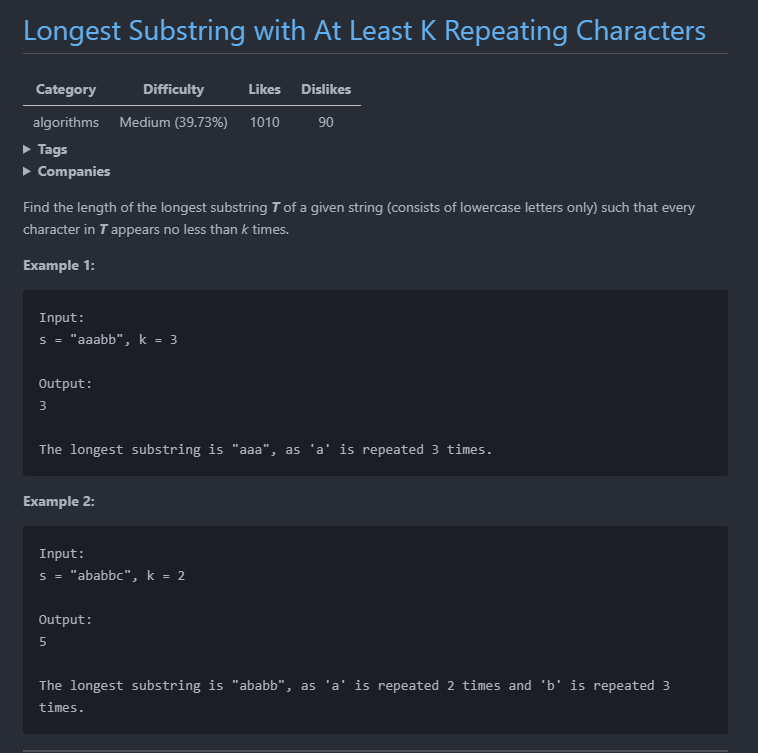 Longest Substring with At Least K Repeating Characters
Category Difficulty Likes Dislikes
algorithms Medium (39.73%) 1010 90
▶ Tags
▶ Companies
Find the length of the longest substring T of a given string (consists of lowercase letters only) such that every
character in T appears no less than k times.
Example 1:
Input:
s = "aaabb", k = 3
Output:
3
The longest substring is "aaa", as 'a' is repeated 3 times.
Example 2:
Input:
s = "ababbc", k = 2
Output:
5
The longest substring is "ababb", as 'a' is repeated 2 times and 'b' is repeated 3
times.